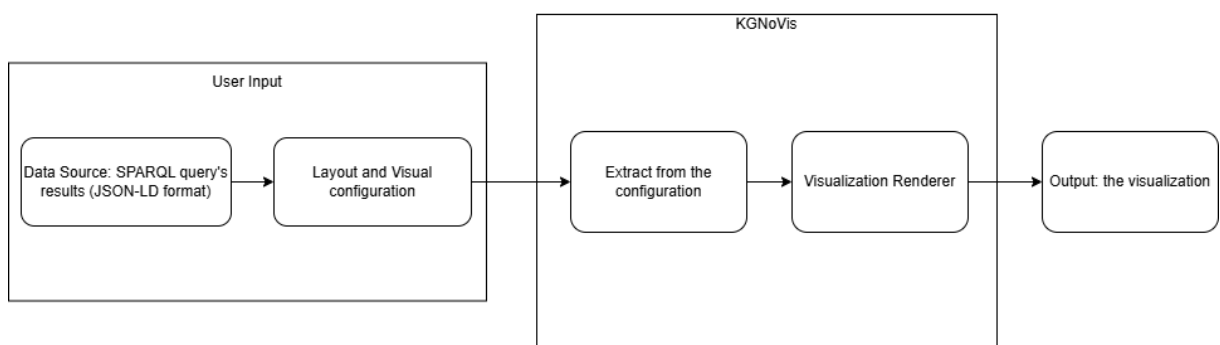 KGNoVis
User Input
Data Source: SPARQL query's
results (JSON-LD format)
Layout and Visual
configuration
Extract from the
configuration
Visualization Renderer
Output: the visualization